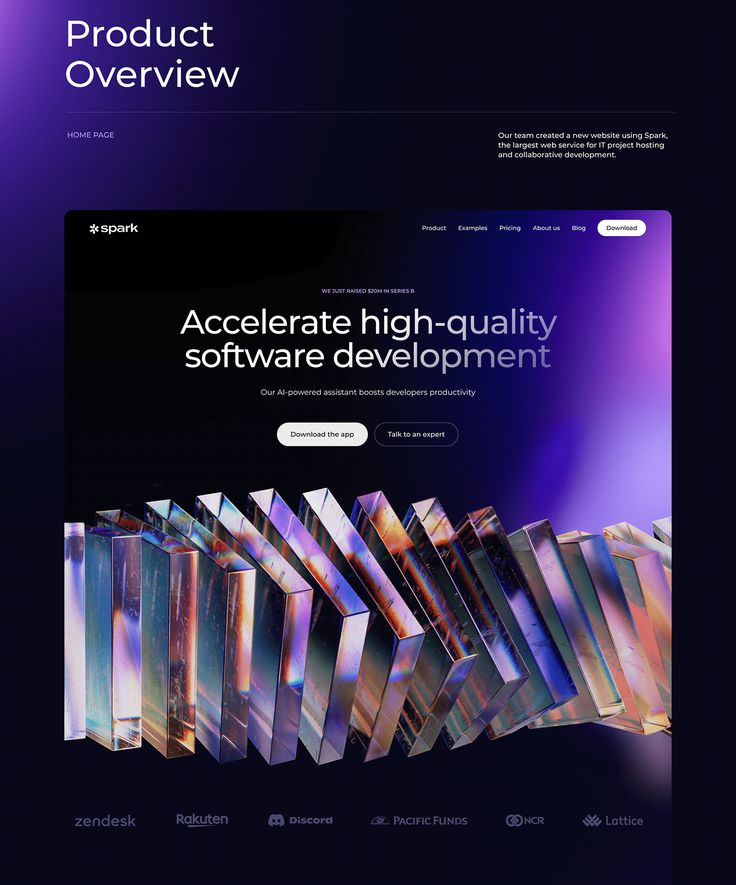 Product
Overview
HOME PAGE
Our team created a new website using Spark,
the largest web service for IT project hosting
and collaborative development.
spark
Product Examples Pricing About us Blog Download
WE JUST RAISED $20M IN SERIES B
Accelerate high-quality
software development
Our AI-powered assistant boosts developers productivity
Download the app Talk to an expert
zendesk Rakuten Discord PACIFIC FUNDS NCR Lattice